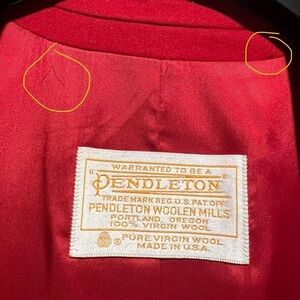 WARRANTED TO BE A
"PENDLETON"
TRADE MARK REG. U.S. PAT. OFF.
PENDLETON WOOLEN MILLS
PORTLAND, OREGON
100% VIRGIN WOOL
® PURE VIRGIN WOOL
MADE IN U.S.A.